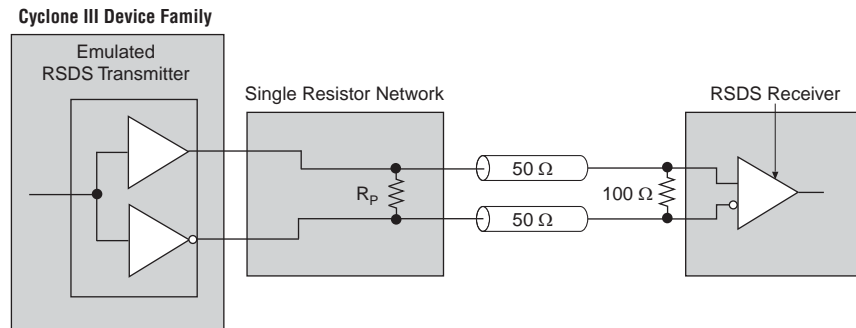 Cyclone III Device Family
Emulated
RSDS Transmitter
Single Resistor Network
RSDS Receiver
50 Ω
R_P
100 Ω
50 Ω